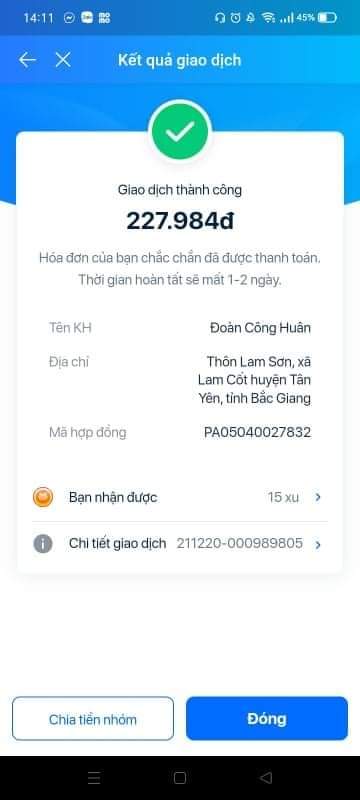 14:11 45%
Kết quả giao dịch
Giao dịch thành công
227.984đ
Hóa đơn của bạn chắc chắn đã được thanh toán.
Thời gian hoàn tất sẽ mất 1-2 ngày.
Tên KH Đoàn Công Huân
Địa chỉ Thôn Lam Sơn, xã
Lam Cốt huyện Tân
Yên, tỉnh Bắc Giang
Mã hợp đồng PA05040027832
Bạn nhận được 15 xu
Chi tiết giao dịch 211220-000989805
Chia tiền nhóm Đóng